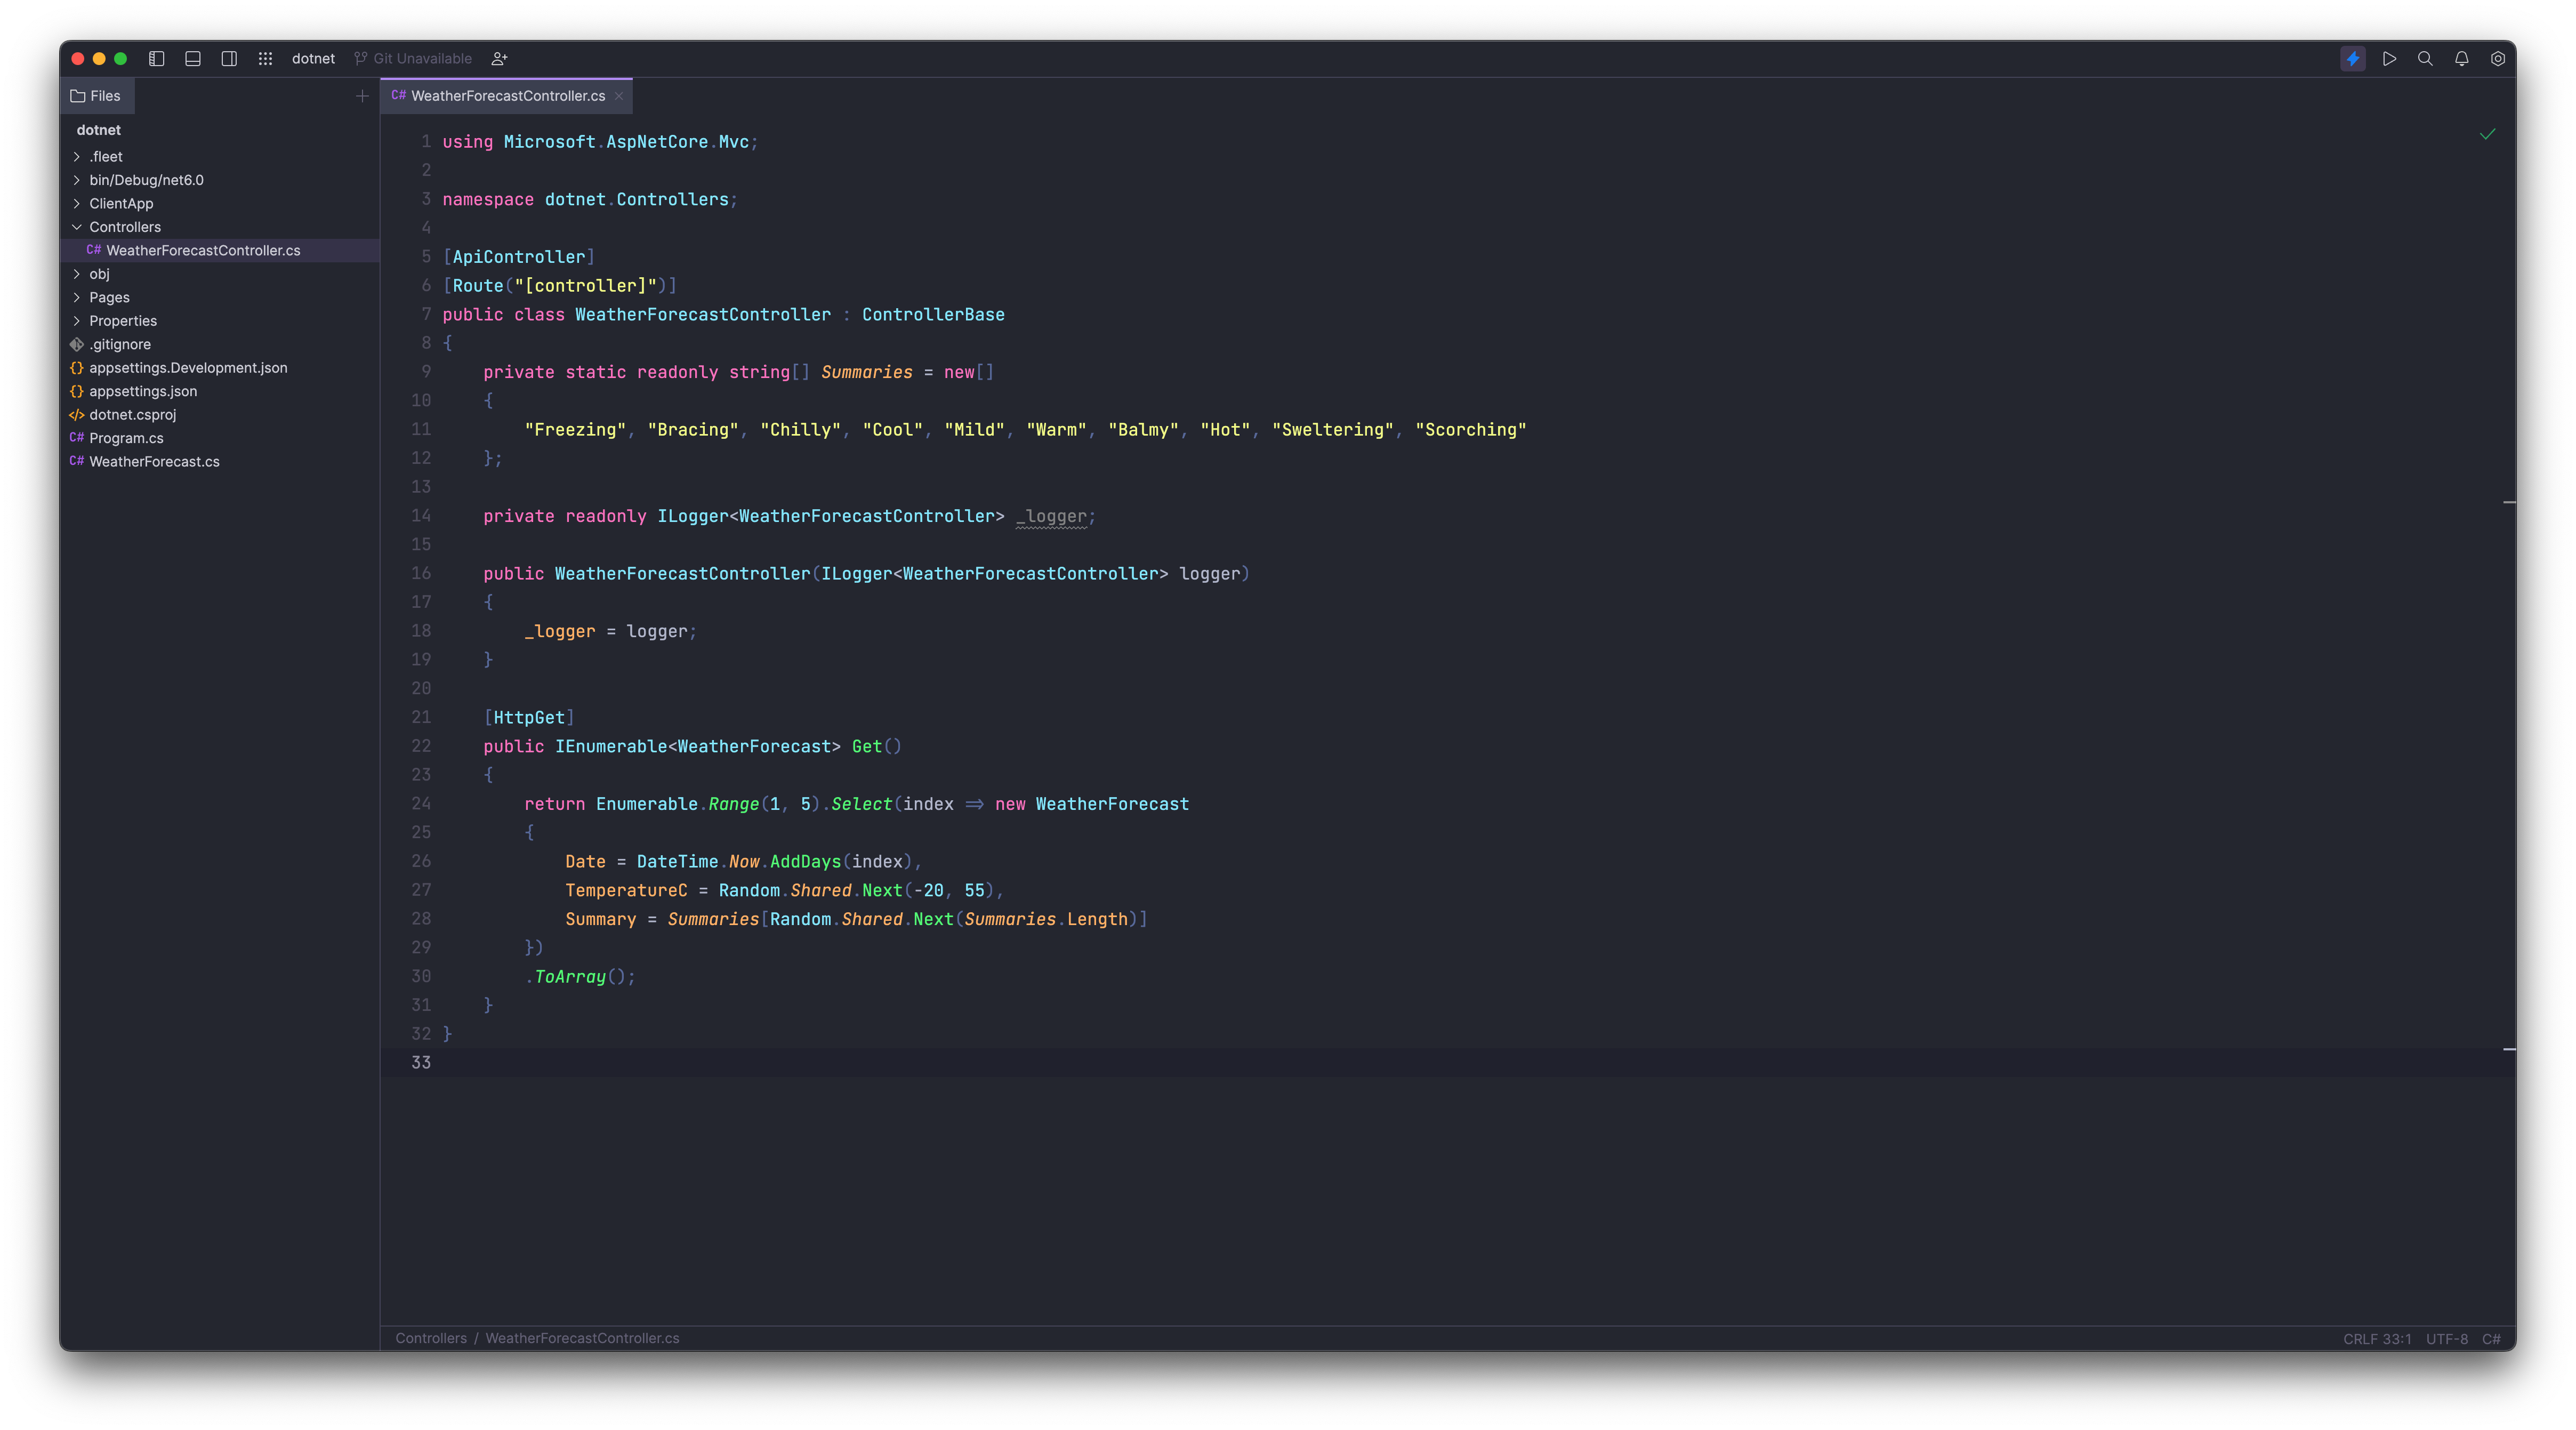 dotnet Git Unavailable
Files
C# WeatherForecastController.cs
dotnet
.fleet
bin/Debug/net6.0
ClientApp
Controllers
C# WeatherForecastController.cs
obj
Pages
Properties
.gitignore
{} appsettings.Development.json
{} appsettings.json
</> dotnet.csproj
C# Program.cs
C# WeatherForecast.cs
1 using Microsoft.AspNetCore.Mvc;
2
3 namespace dotnet.Controllers;
4
5 [ApiController]
6 [Route("[controller]")]
7 public class WeatherForecastController : ControllerBase
8 {
9     private static readonly string[] Summaries = new[]
10     {
11         "Freezing", "Bracing", "Chilly", "Cool", "Mild", "Warm", "Balmy", "Hot", "Sweltering", "Scorching"
12     };
13
14     private readonly ILogger<WeatherForecastController> _logger;
15
16     public WeatherForecastController(ILogger<WeatherForecastController> logger)
17     {
18         _logger = logger;
19     }
20
21     [HttpGet]
22     public IEnumerable<WeatherForecast> Get()
23     {
24         return Enumerable.Range(1, 5).Select(index => new WeatherForecast
25         {
26             Date = DateTime.Now.AddDays(index),
27             TemperatureC = Random.Shared.Next(-20, 55),
28             Summary = Summaries[Random.Shared.Next(Summaries.Length)]
29         })
30         .ToArray();
31     }
32 }
33
Controllers / WeatherForecastController.cs
CRLF 33:1 UTF-8 C#